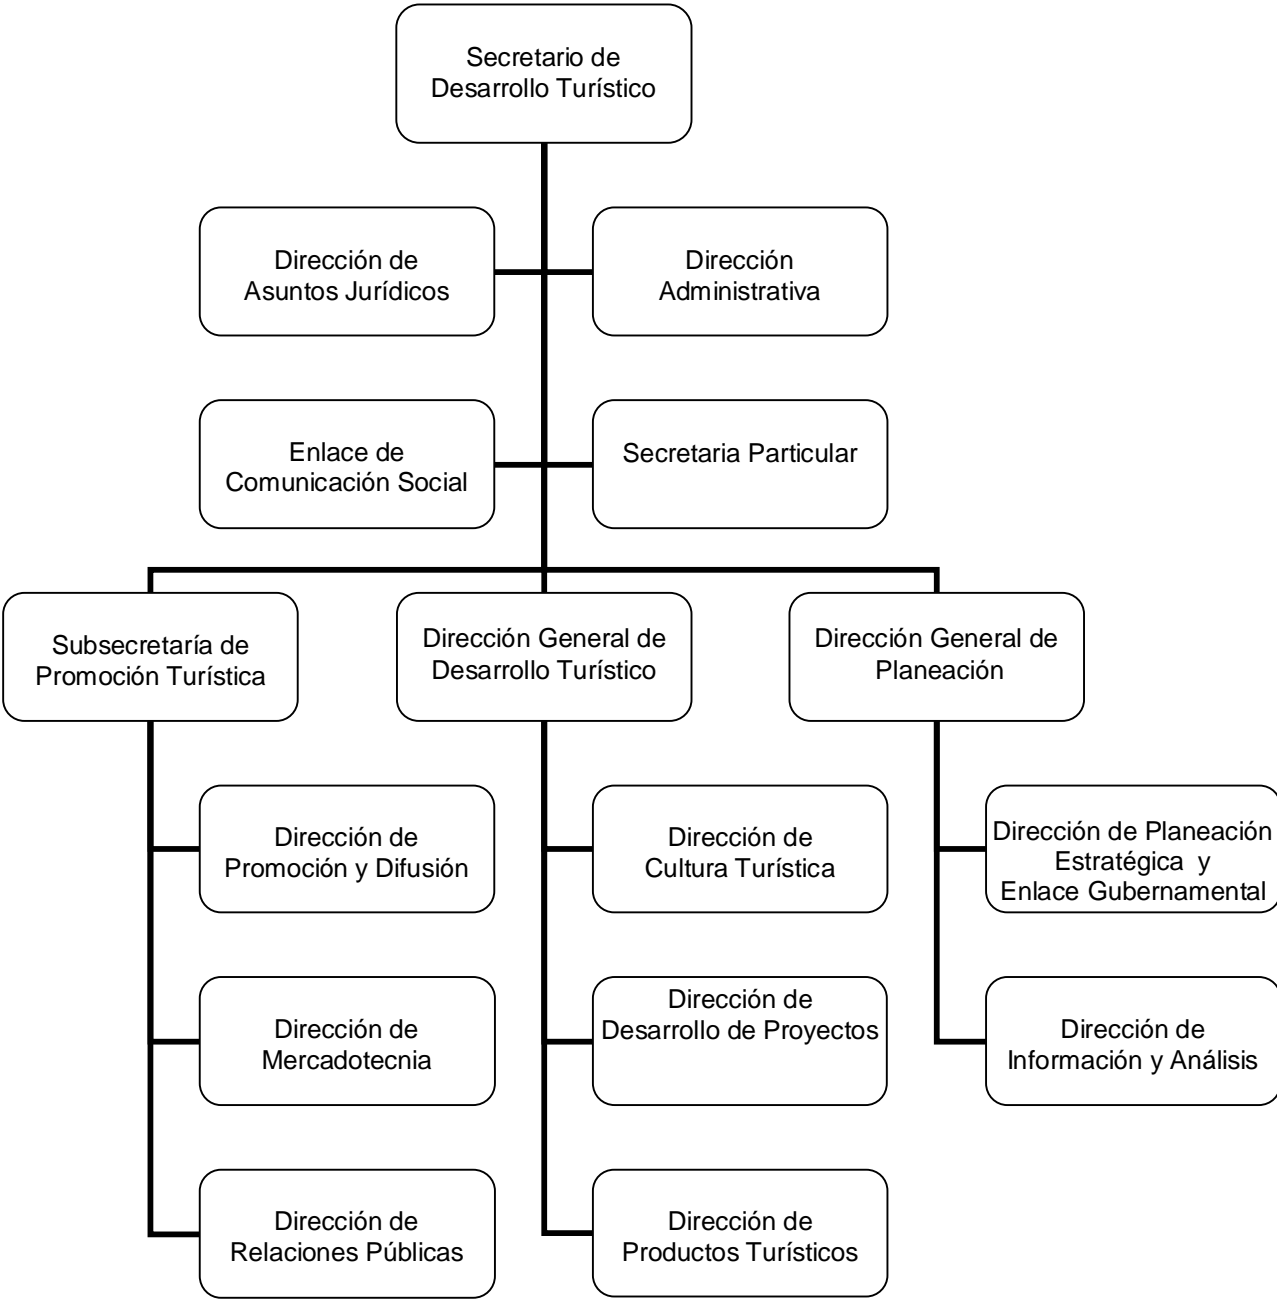 Secretario de
Desarrollo Turístico
Dirección de
Asuntos Jurídicos
Dirección
Administrativa
Enlace de
Comunicación Social
Secretaria Particular
Subsecretaría de
Promoción Turística
Dirección General de
Desarrollo Turístico
Dirección General de
Planeación
Dirección de
Promoción y Difusión
Dirección de
Cultura Turística
Dirección de Planeación
Estratégica y
Enlace Gubernamental
Dirección de
Mercadotecnia
Dirección de
Desarrollo de Proyectos
Dirección de
Información y Análisis
Dirección de
Relaciones Públicas
Dirección de
Productos Turísticos